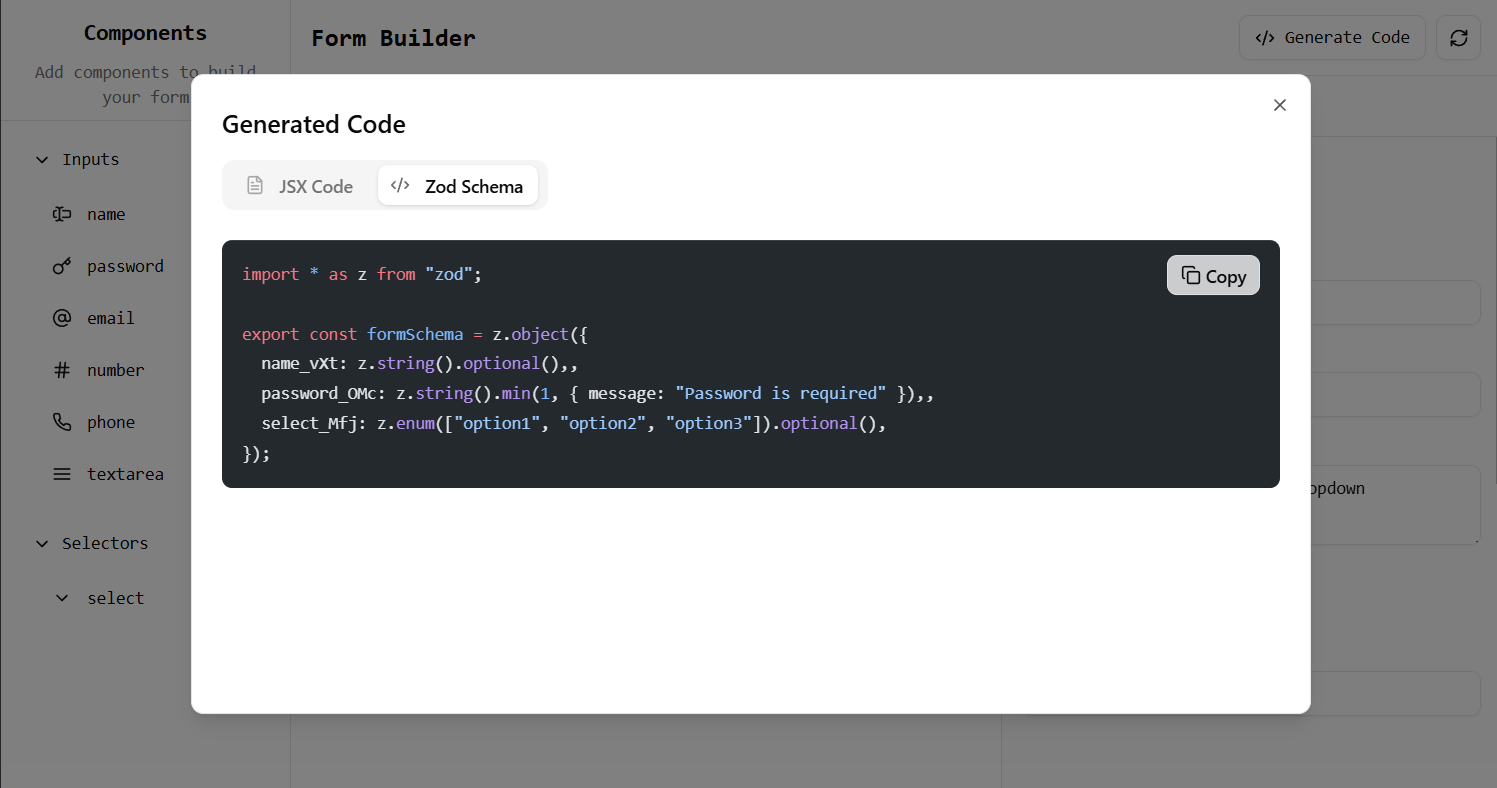 Components
Add components to build
your form
Inputs
name
password
email
number
phone
textarea
Selectors
select
Form Builder
</> Generate Code
Generated Code
JSX Code
</> Zod Schema
Copy
import * as z from "zod";
export const formSchema = z.object({
  name_vXt: z.string().optional(),,
  password_OMc: z.string().min(1, { message: "Password is required" }),,
  select_Mfj: z.enum(["option1", "option2", "option3"]).optional(),
});
opdown